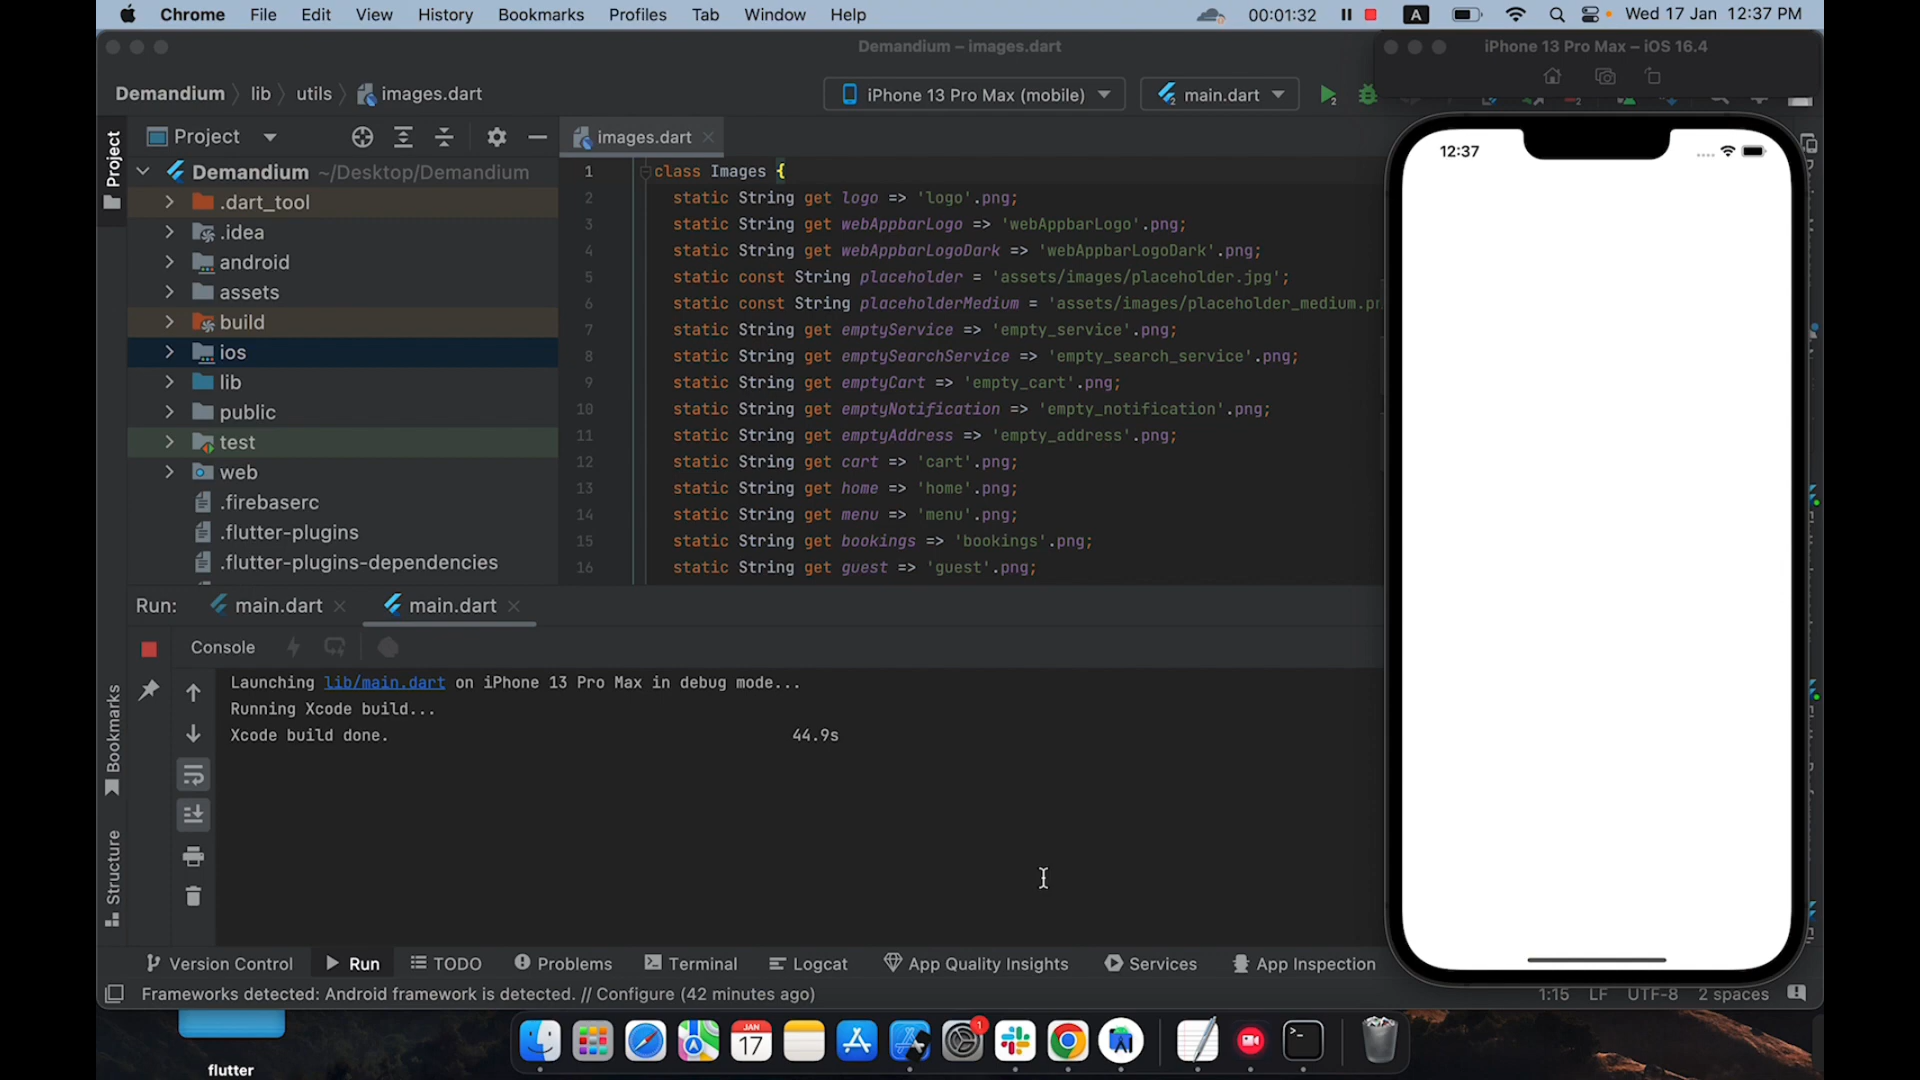 Chrome File Edit View History Bookmarks Profiles Tab Window Help 00:01:32 A Wed 17 Jan 12:37 PM
Demandium – images.dart
iPhone 13 Pro Max – iOS 16.4
Demandium lib utils images.dart
iPhone 13 Pro Max (mobile) main.dart
Project
Project
images.dart
12:37
Demandium ~/Desktop/Demandium
.dart_tool
.idea
android
assets
build
ios
lib
public
test
web
.firebaserc
.flutter-plugins
.flutter-plugins-dependencies
1 class Images {
2 static String get logo => 'logo'.png;
3 static String get webAppbarLogo => 'webAppbarLogo'.png;
4 static String get webAppbarLogoDark => 'webAppbarLogoDark'.png;
5 static const String placeholder = 'assets/images/placeholder.jpg';
6 static const String placeholderMedium = 'assets/images/placeholder_medium.pn
7 static String get emptyService => 'empty_service'.png;
8 static String get emptySearchService => 'empty_search_service'.png;
9 static String get emptyCart => 'empty_cart'.png;
10 static String get emptyNotification => 'empty_notification'.png;
11 static String get emptyAddress => 'empty_address'.png;
12 static String get cart => 'cart'.png;
13 static String get home => 'home'.png;
14 static String get menu => 'menu'.png;
15 static String get bookings => 'bookings'.png;
16 static String get guest => 'guest'.png;
Run: main.dart main.dart
Console
Launching lib/main.dart on iPhone 13 Pro Max in debug mode...
Running Xcode build...
Xcode build done. 44.9s
Bookmarks
Structure
Version Control Run TODO Problems Terminal Logcat App Quality Insights Services App Inspection
Frameworks detected: Android framework is detected. // Configure (42 minutes ago) 1:15 LF UTF-8 2 spaces
JAN
17
1
flutter